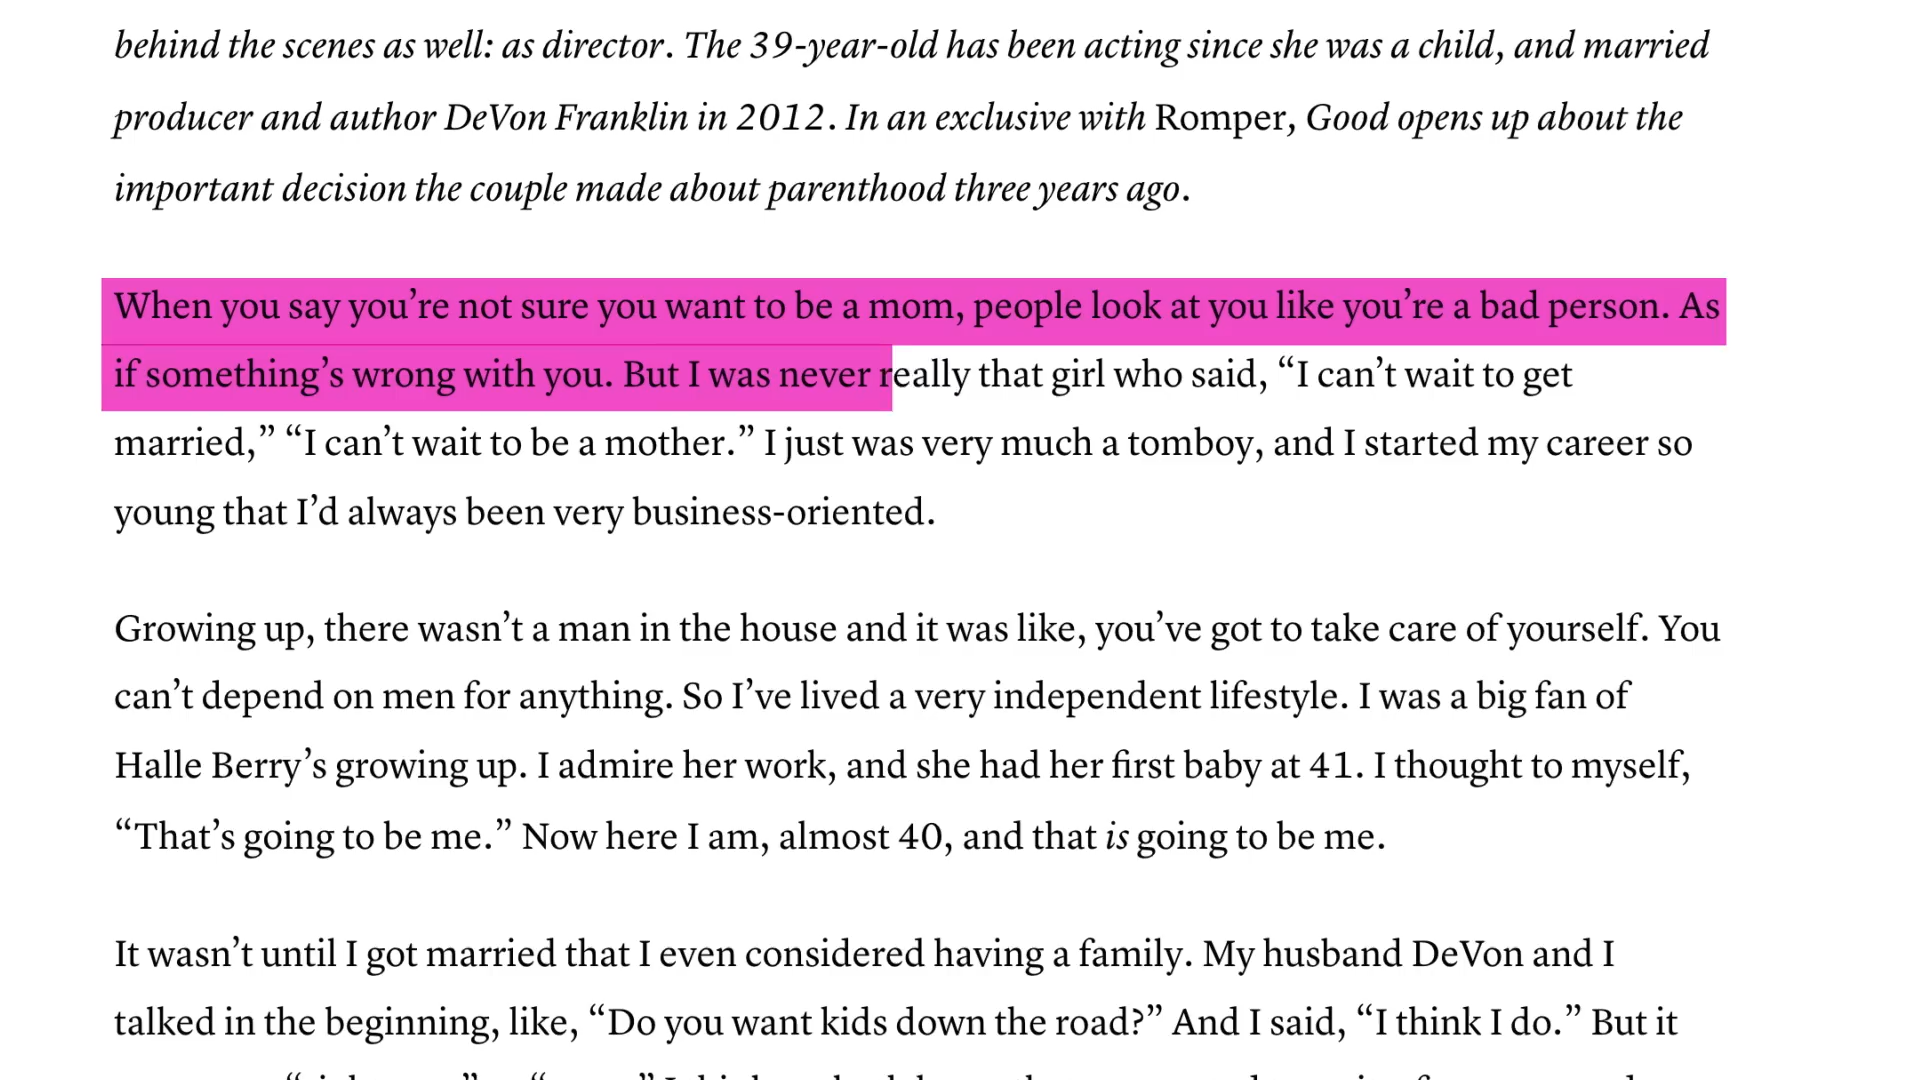 behind the scenes as well: as director. The 39-year-old has been acting since she was a child, and married
producer and author DeVon Franklin in 2012. In an exclusive with Romper, Good opens up about the
important decision the couple made about parenthood three years ago.
When you say you’re not sure you want to be a mom, people look at you like you’re a bad person. As
if something’s wrong with you. But I was never really that girl who said, “I can’t wait to get
married,” “I can’t wait to be a mother.” I just was very much a tomboy, and I started my career so
young that I’d always been very business-oriented.
Growing up, there wasn’t a man in the house and it was like, you’ve got to take care of yourself. You
can’t depend on men for anything. So I’ve lived a very independent lifestyle. I was a big fan of
Halle Berry’s growing up. I admire her work, and she had her first baby at 41. I thought to myself,
“That’s going to be me.” Now here I am, almost 40, and that is going to be me.
It wasn’t until I got married that I even considered having a family. My husband DeVon and I
talked in the beginning, like, “Do you want kids down the road?” And I said, “I think I do.” But it